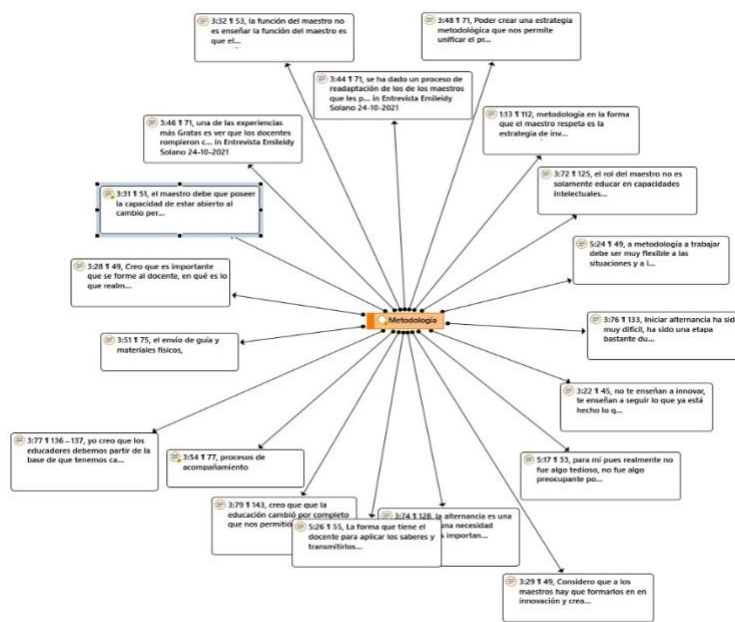 3:32 ¶ 53, la función del maestro no
es enseñar la función del maestro es
que el...
3:48 ¶ 71, Poder crear una estrategia
metodológica que nos permite
unificar el pr...
3:44 ¶ 71, se ha dado un proceso de
readaptación de los de los maestros
que les p... in Entrevista Emileidy
Solano 24-10-2021
3:46 ¶ 71, una de las experiencias
más Gratas es ver que los docentes
rompieron c... in Entrevista Emileidy
Solano 24-10-2021
1:13 ¶ 112, metodología en la forma
que el maestro respeta es la
estrategia de inv...
3:72 ¶ 125, el rol del maestro no es
solamente educar en capacidades
intelectuales...
3:31 ¶ 51, el maestro debe que poseer
la capacidad de estar abierto al
cambio per...
5:24 ¶ 49, a metodología a trabajar
debe ser muy flexible a las
situaciones y a l...
3:28 ¶ 49, Creo que es importante
que se forme al docente, en qué es lo
que realm...
Metodología
3:76 ¶ 133, Iniciar alternancia ha sido
muy difícil, ha sido una etapa
bastante du...
3:51 ¶ 75, el envío de guía y
materiales físicos,
3:22 ¶ 45, no te enseñan a innovar,
te enseñan a seguir lo que ya está
hecho lo q...
3:77 ¶ 136 – 137, yo creo que los
educadores debemos partir de la
base de que tenemos ca...
3:54 ¶ 77, procesos de
acompañamiento
5:17 ¶ 33, para mí pues realmente no
fue algo tedioso, no fue algo
preocupante po...
3:79 ¶ 143, creo que que la
educación cambió por completo
que nos permitió
5:26 ¶ 55, La forma que tiene el
docente para aplicar los saberes y
transmitirlos...
3:74 ¶ 128, la alternancia es una
una necesidad
importan...
3:29 ¶ 49, Considero que a los
maestros hay que formarlos en en
innovación y crea...